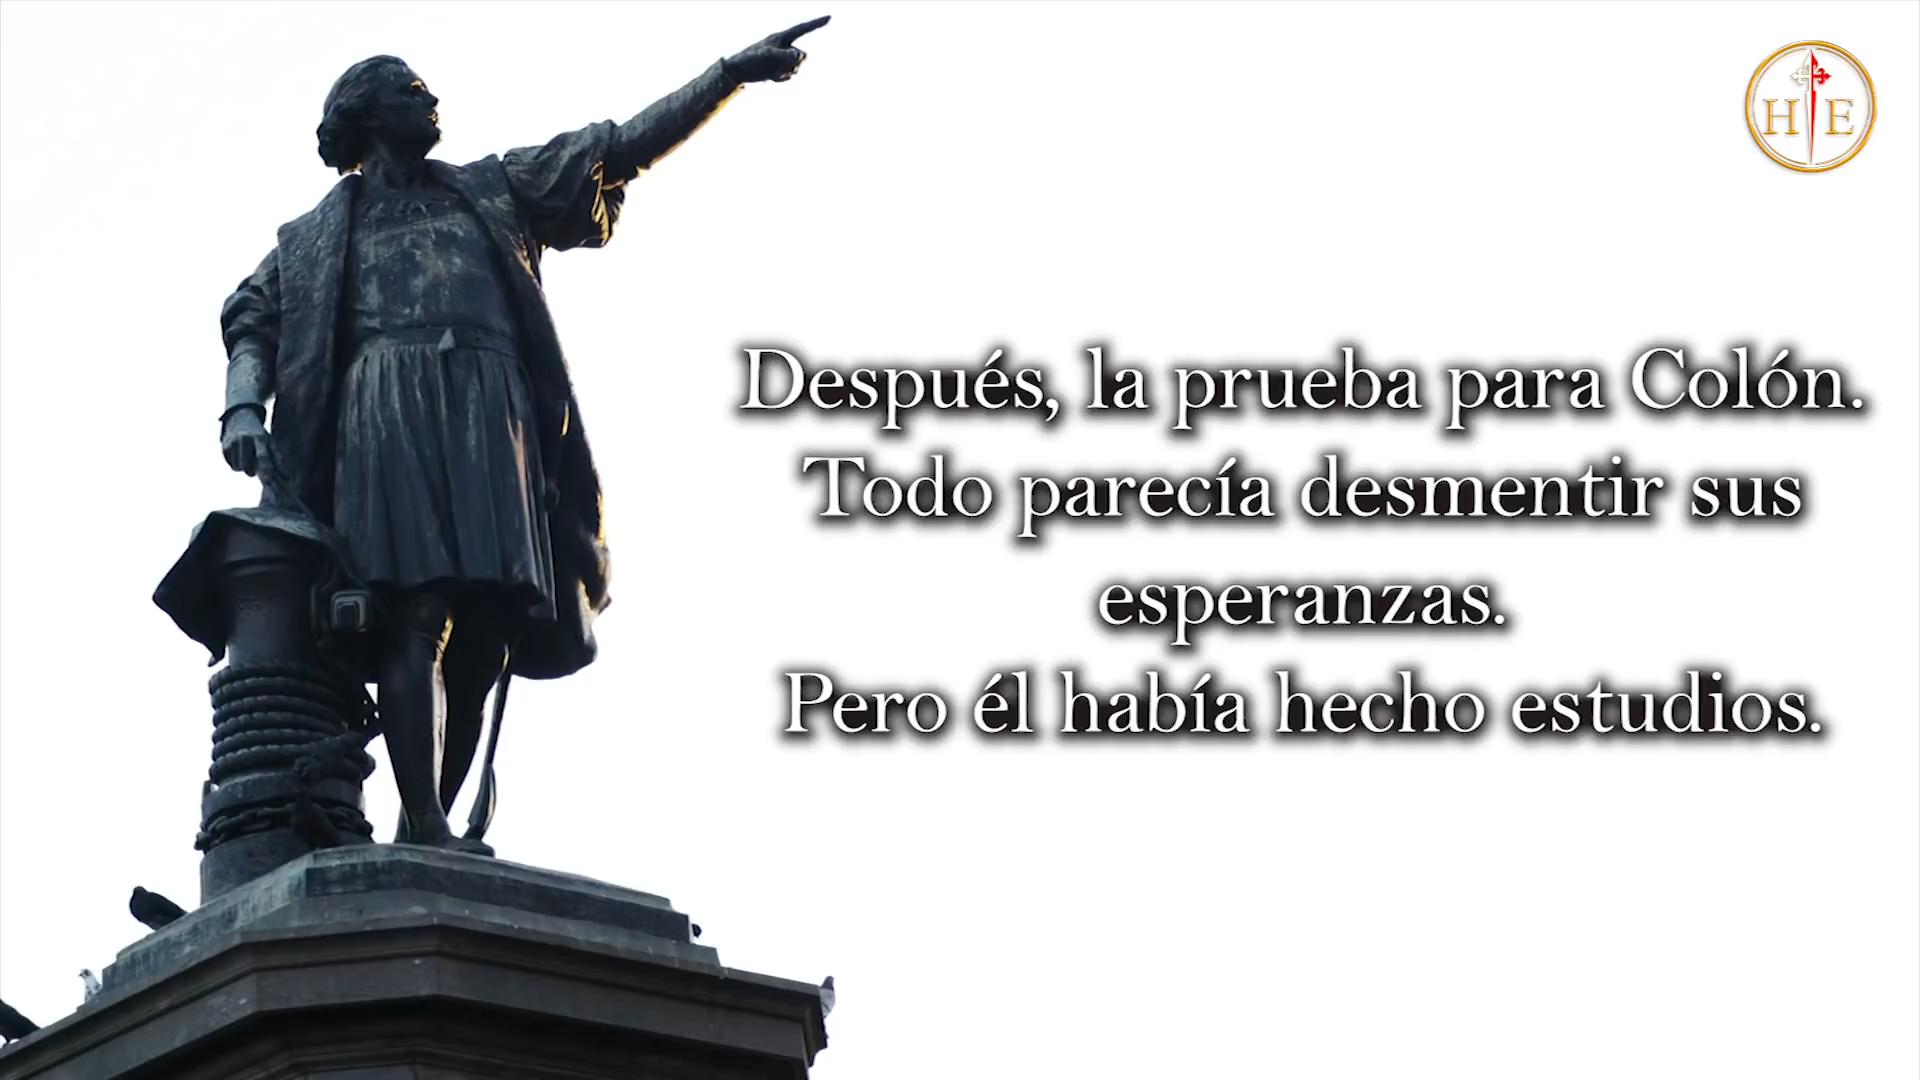 H E
Después, la prueba para Colón.
Todo parecía desmentir sus
esperanzas.
Pero él había hecho estudios.